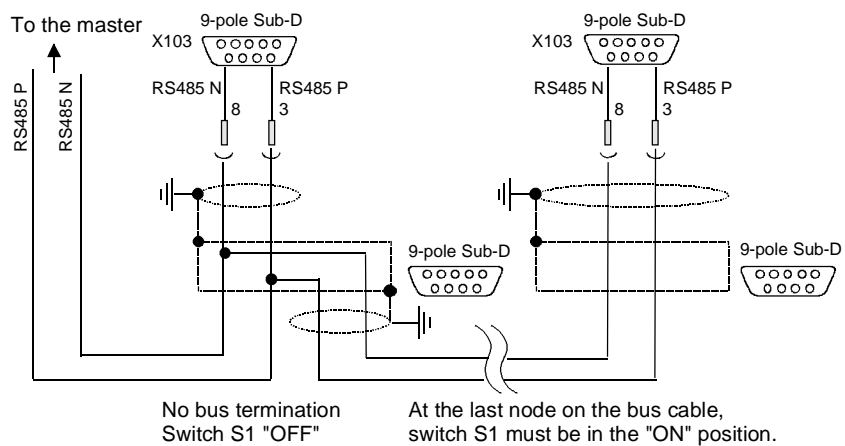 To the master
9-pole Sub-D
X103
RS485 N
RS485 P
8
3
9-pole Sub-D
X103
RS485 N
RS485 P
8
3
RS485 P
RS485 N
9-pole Sub-D
9-pole Sub-D
No bus termination
Switch S1 "OFF"
At the last node on the bus cable,
switch S1 must be in the "ON" position.